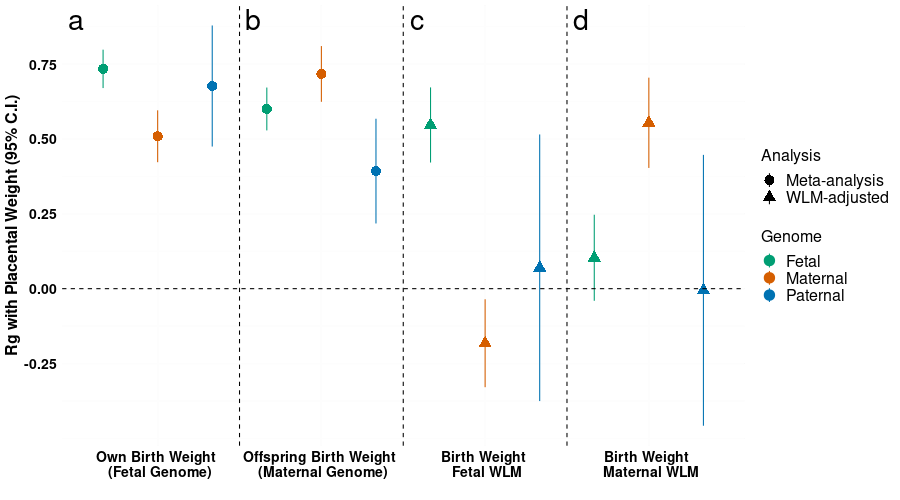 a
b
c
d
Rg with Placental Weight (95% C.I.)
0.75
0.50
0.25
0.00
-0.25
Own Birth Weight
(Fetal Genome)
Offspring Birth Weight
(Maternal Genome)
Birth Weight
Fetal WLM
Birth Weight
Maternal WLM
Analysis
Meta-analysis
WLM-adjusted
Genome
Fetal
Maternal
Paternal